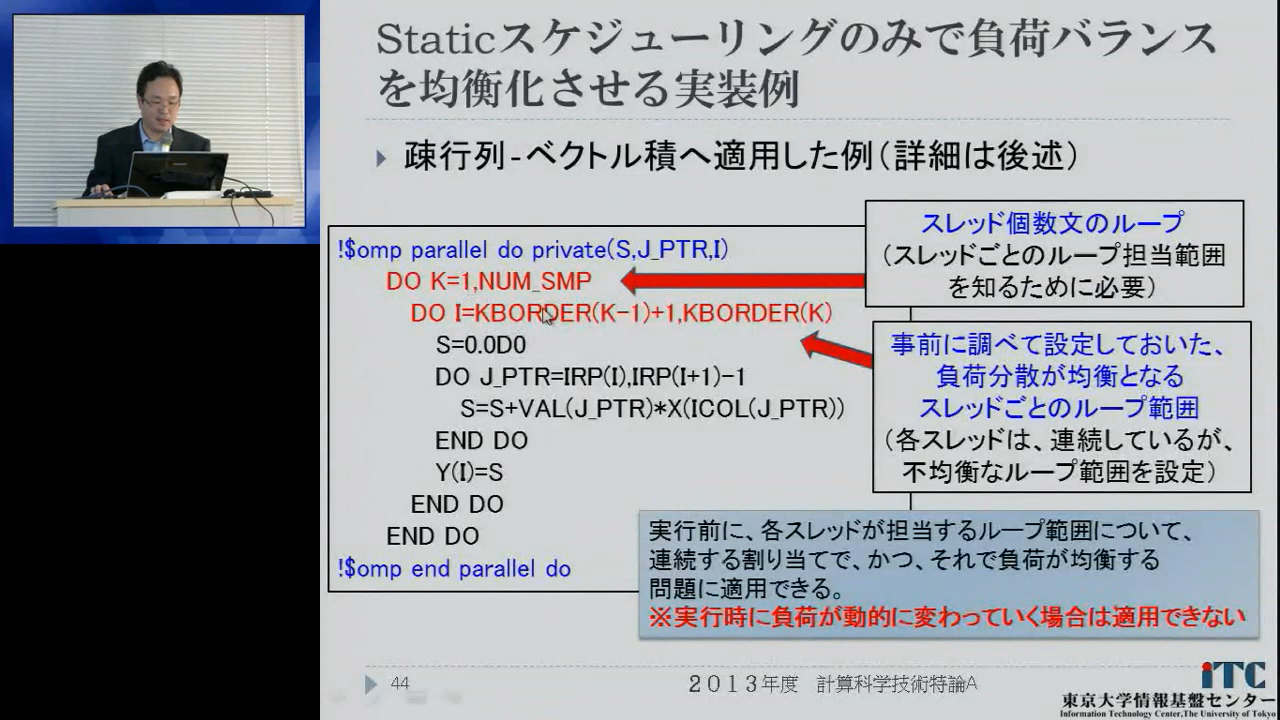 Staticスケジューリングのみで負荷バランス
を均衡化させる実装例
疎行列-ベクトル積へ適用した例(詳細は後述)
!$omp parallel do private(S,J_PTR,I)
DO K=1,NUM_SMP
DO I=KBORDER(K-1)+1,KBORDER(K)
S=0.0D0
DO J_PTR=IRP(I),IRP(I+1)-1
S=S+VAL(J_PTR)*X(ICOL(J_PTR))
END DO
Y(I)=S
END DO
END DO
!$omp end parallel do
スレッド個数文のループ
(スレッドごとのループ担当範囲
を知るために必要)
事前に調べて設定しておいた、
負荷分散が均衡となる
スレッドごとのループ範囲
(各スレッドは、連続しているが、
不均衡なループ範囲を設定)
実行前に、各スレッドが担当するループ範囲について、
連続する割り当てで、かつ、それで負荷が均衡する
問題に適用できる。
※実行時に負荷が動的に変わっていく場合は適用できない
44
2013年度 計算科学技術特論A
iTC
東京大学情報基盤センター
Information Technology Center,The University of Tokyo